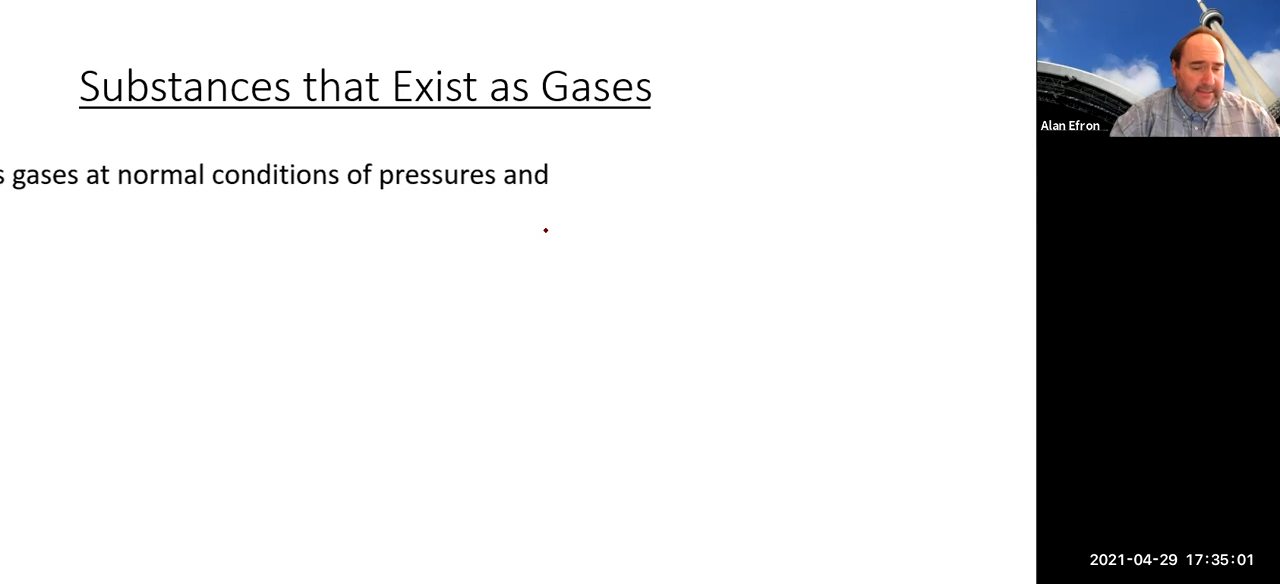 Substances that Exist as Gases
s gases at normal conditions of pressures and
Alan Efron
2021-04-29 17:35:01